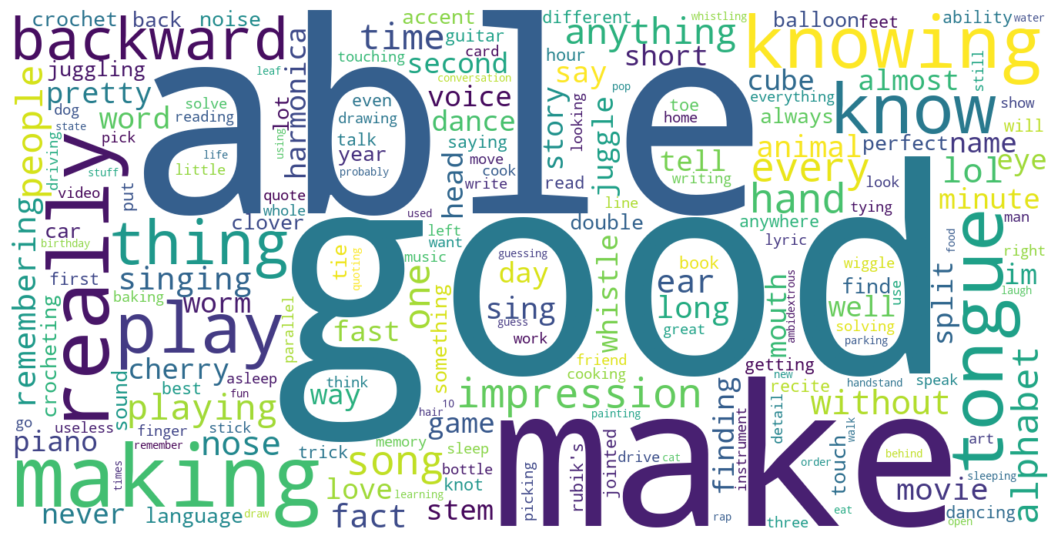 crochet back noise accent guitar different whistling balloon feet ability water
backward able time anything knowing
juggling touching second card hour short cube almost still
pretty leaf harmonica conversation say pop everything know
people dog solve word lot even drawing voice dance story looking juggle toe home always show will
state reading pick using talk saying tell animal perfect name
driving life little year move cook read writing every look lol eye
video stuff put probably quote write line hand tying minute man
really car whole head double anywhere
birthday clover used left want lyric right
remembering first thing tie quoting music guessing day book ear wiggle food tongue
singing one something find im laugh
baking worm good sing whistle long mouth ambidextrous well use split
play parallel fast guess work great solving parking
crocheting cherry asleep think friend getting new speak
sound best fun way cooking impression handstand
go useless playing hair 10 finding recite without alphabet
piano finger stick nose memory game painting detail walk behind art
remember trick sleep song instrument touch order sleeping
making times love learning bottle picking rubik's jointed drive cat make eat movie dancing
never language draw fact knot stem rap three open